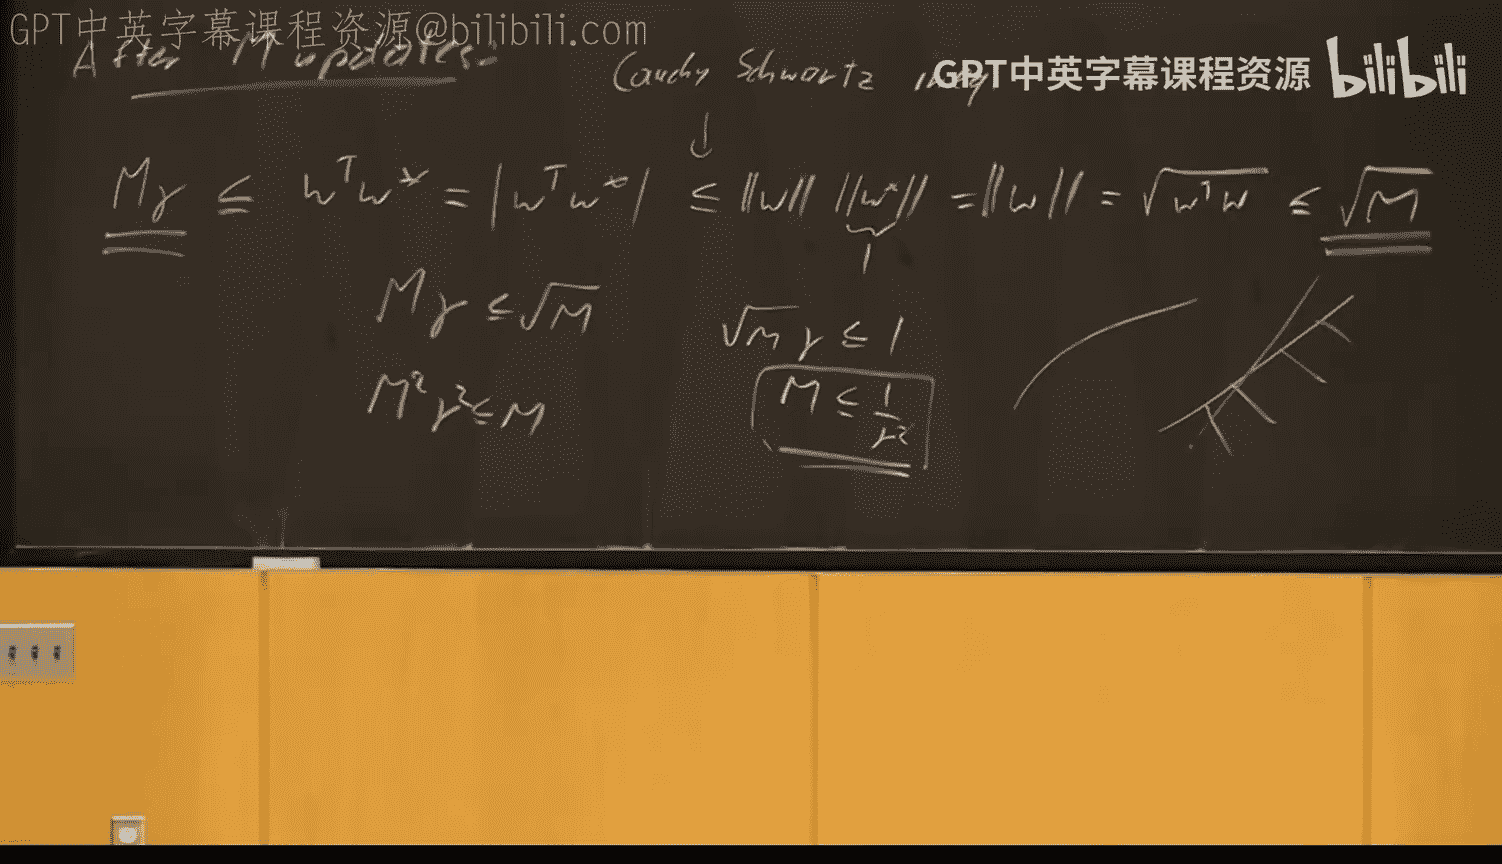 GPT中英字幕课程资源@bilibili.com
After M updates:
Cauchy Schwartz
GPT中英字幕课程资源 bilibili
Mγ ≤ wᵀw* = |wᵀw*| ≤ ||w|| ||w*|| = ||w|| = √(wᵀw) ≤ √M
1
Mγ ≤ √M
√M γ ≤ 1
M²γ² ≤ M
M ≤ 1/γ²